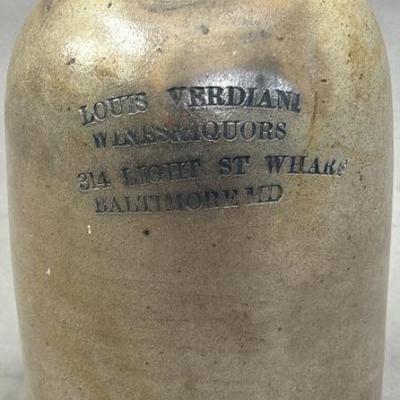 LOUIS VERDIANI
WINES&LIQUORS
314 LIGHT ST WHARF
BALTIMORE MD